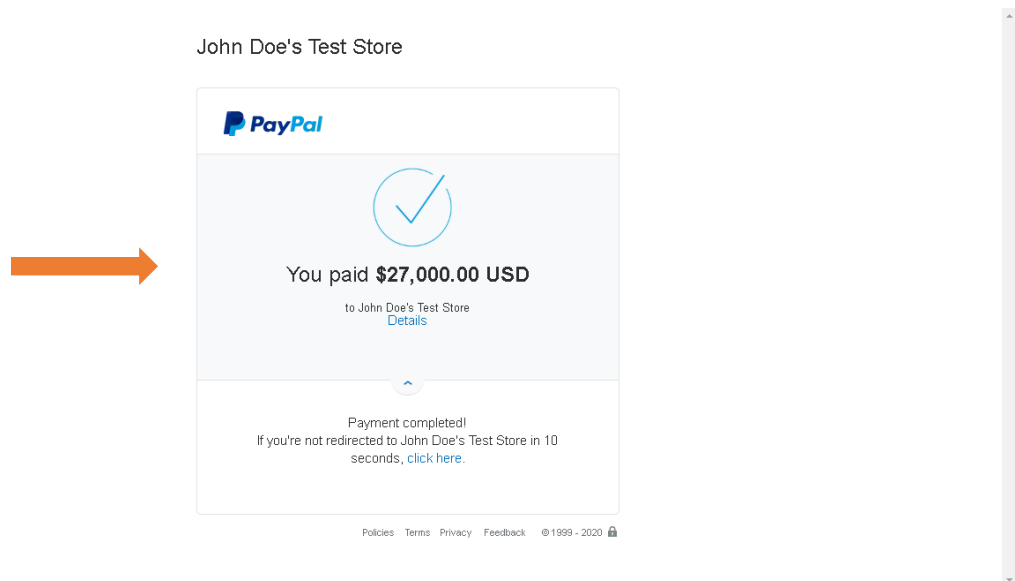 John Doe's Test Store
PayPal
You paid $27,000.00 USD
to John Doe's Test Store
Details
Payment completed!
If you're not redirected to John Doe's Test Store in 10
seconds, click here.
Policies Terms Privacy Feedback © 1999 - 2020